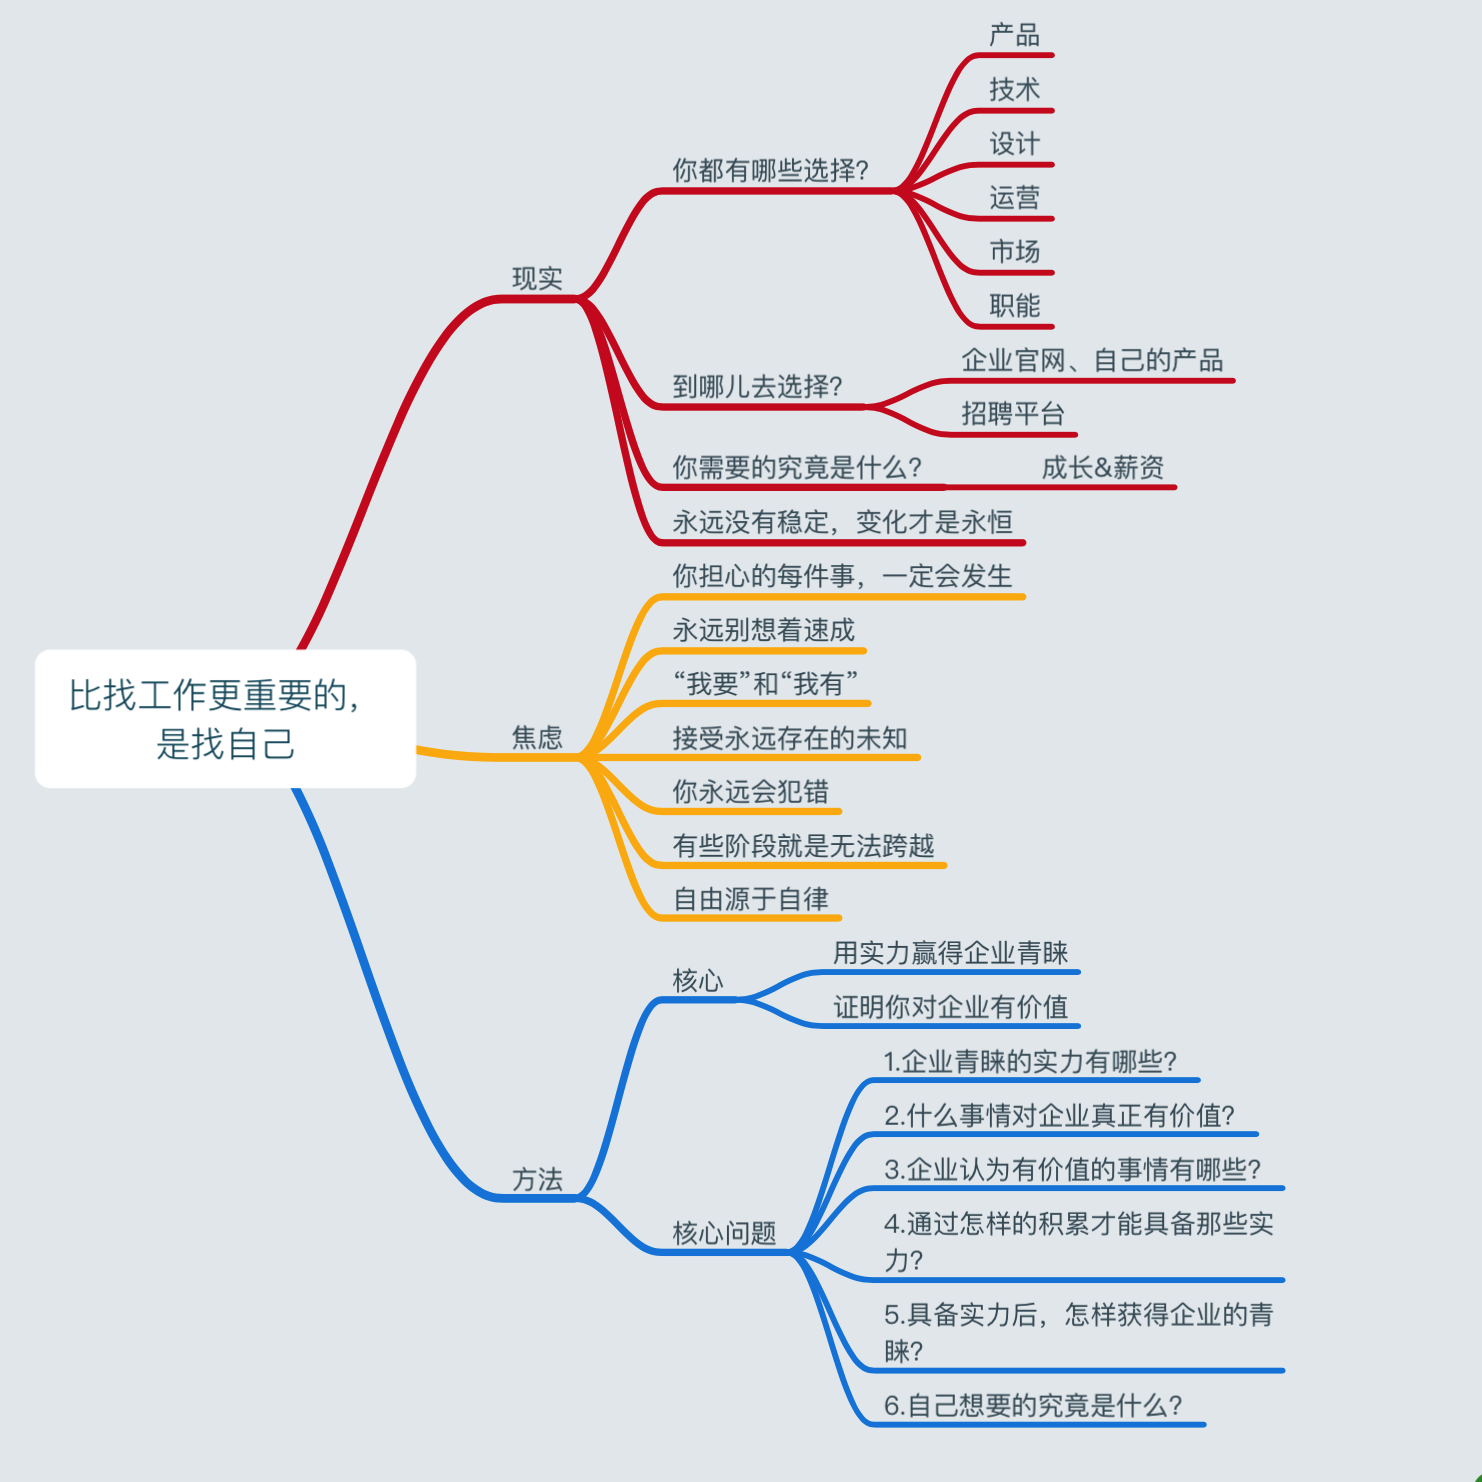 比找工作更重要的，
是找自己
现实
你都有哪些选择？
产品
技术
设计
运营
市场
职能
到哪儿去选择？
企业官网、自己的产品
招聘平台
你需要的究竟是什么？
成长&薪资
永远没有稳定，变化才是永恒
焦虑
你担心的每件事，一定会发生
永远别想着速成
“我要”和“我有”
接受永远存在的未知
你永远会犯错
有些阶段就是无法跨越
自由源于自律
方法
核心
用实力赢得企业青睐
证明你对企业有价值
核心问题
1.企业青睐的实力有哪些？
2.什么事情对企业真正有价值？
3.企业认为有价值的事情有哪些？
4.通过怎样的积累才能具备那些实
力？
5.具备实力后，怎样获得企业的青
睐？
6.自己想要的究竟是什么？